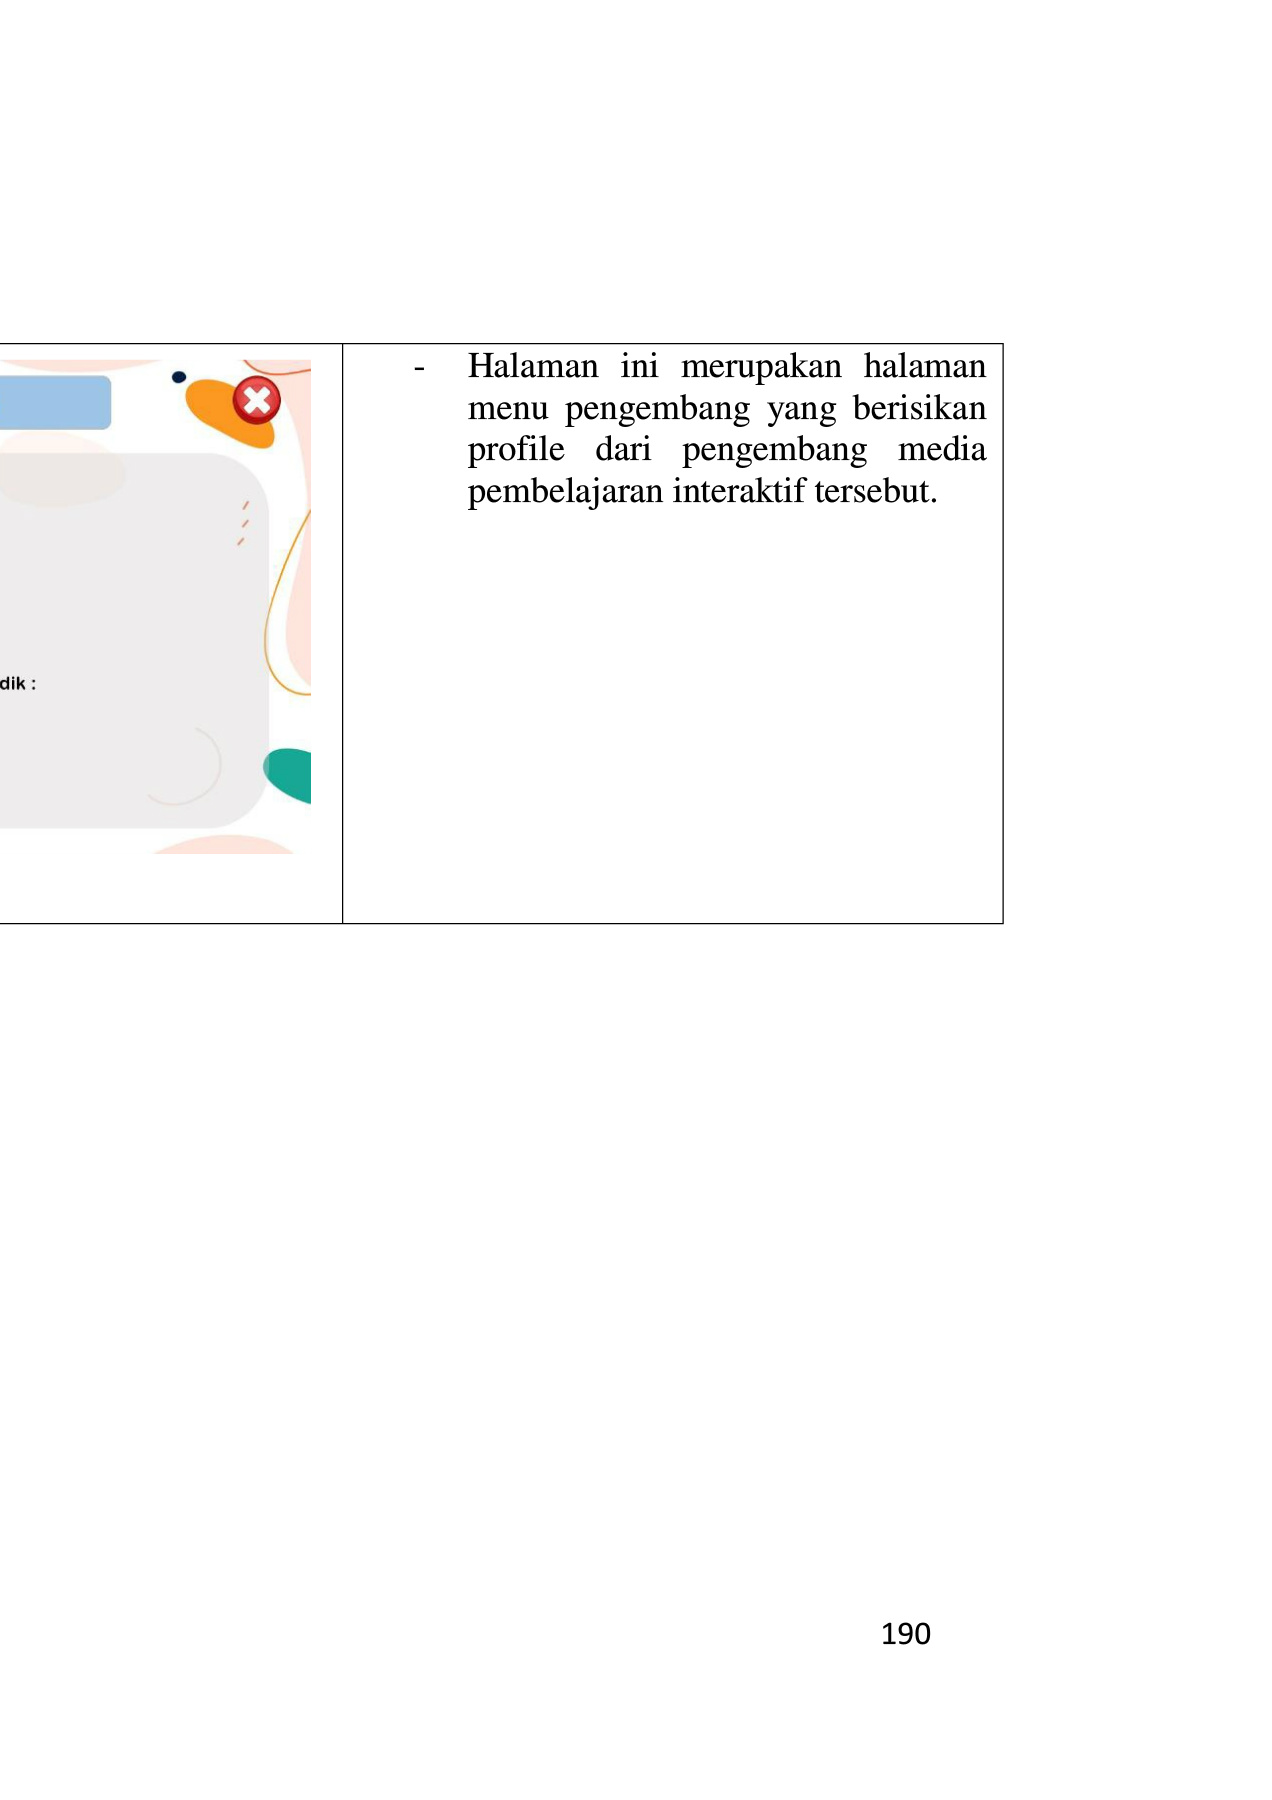 - Halaman ini merupakan halaman
menu pengembang yang berisikan
profile dari pengembang media
pembelajaran interaktif tersebut.
dik :
190